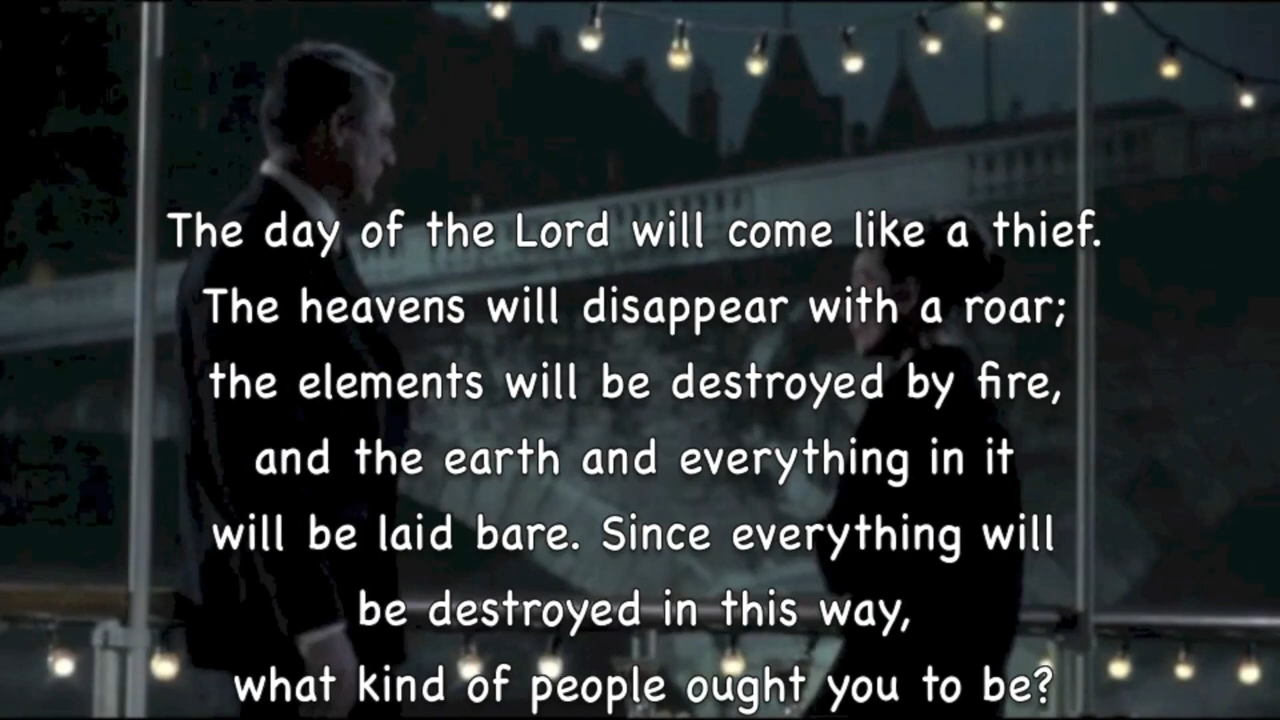 The day of the Lord will come like a thief.
The heavens will disappear with a roar;
the elements will be destroyed by fire,
and the earth and everything in it
will be laid bare. Since everything will
be destroyed in this way,
what kind of people ought you to be?